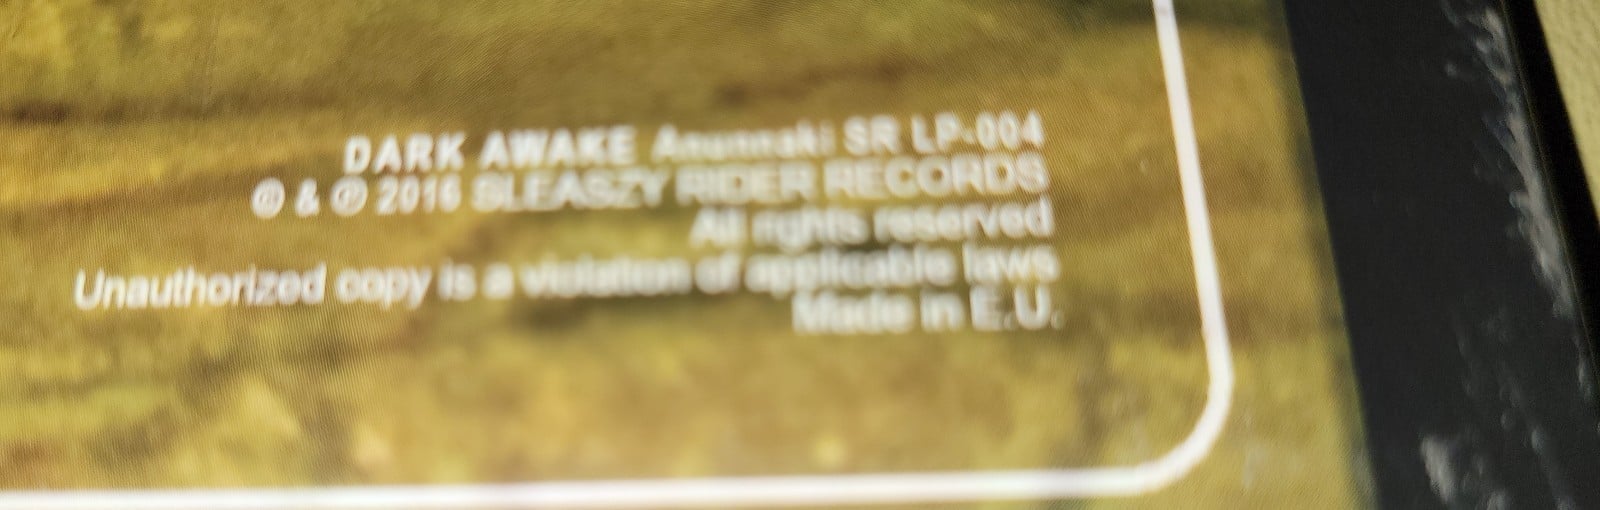 DARK AWAKE Anunnaki SR LP-004
© & ℗ 2016 SLEASZY RIDER RECORDS
All rights reserved
Unauthorized copy is a violation of applicable laws
Made in E.U.